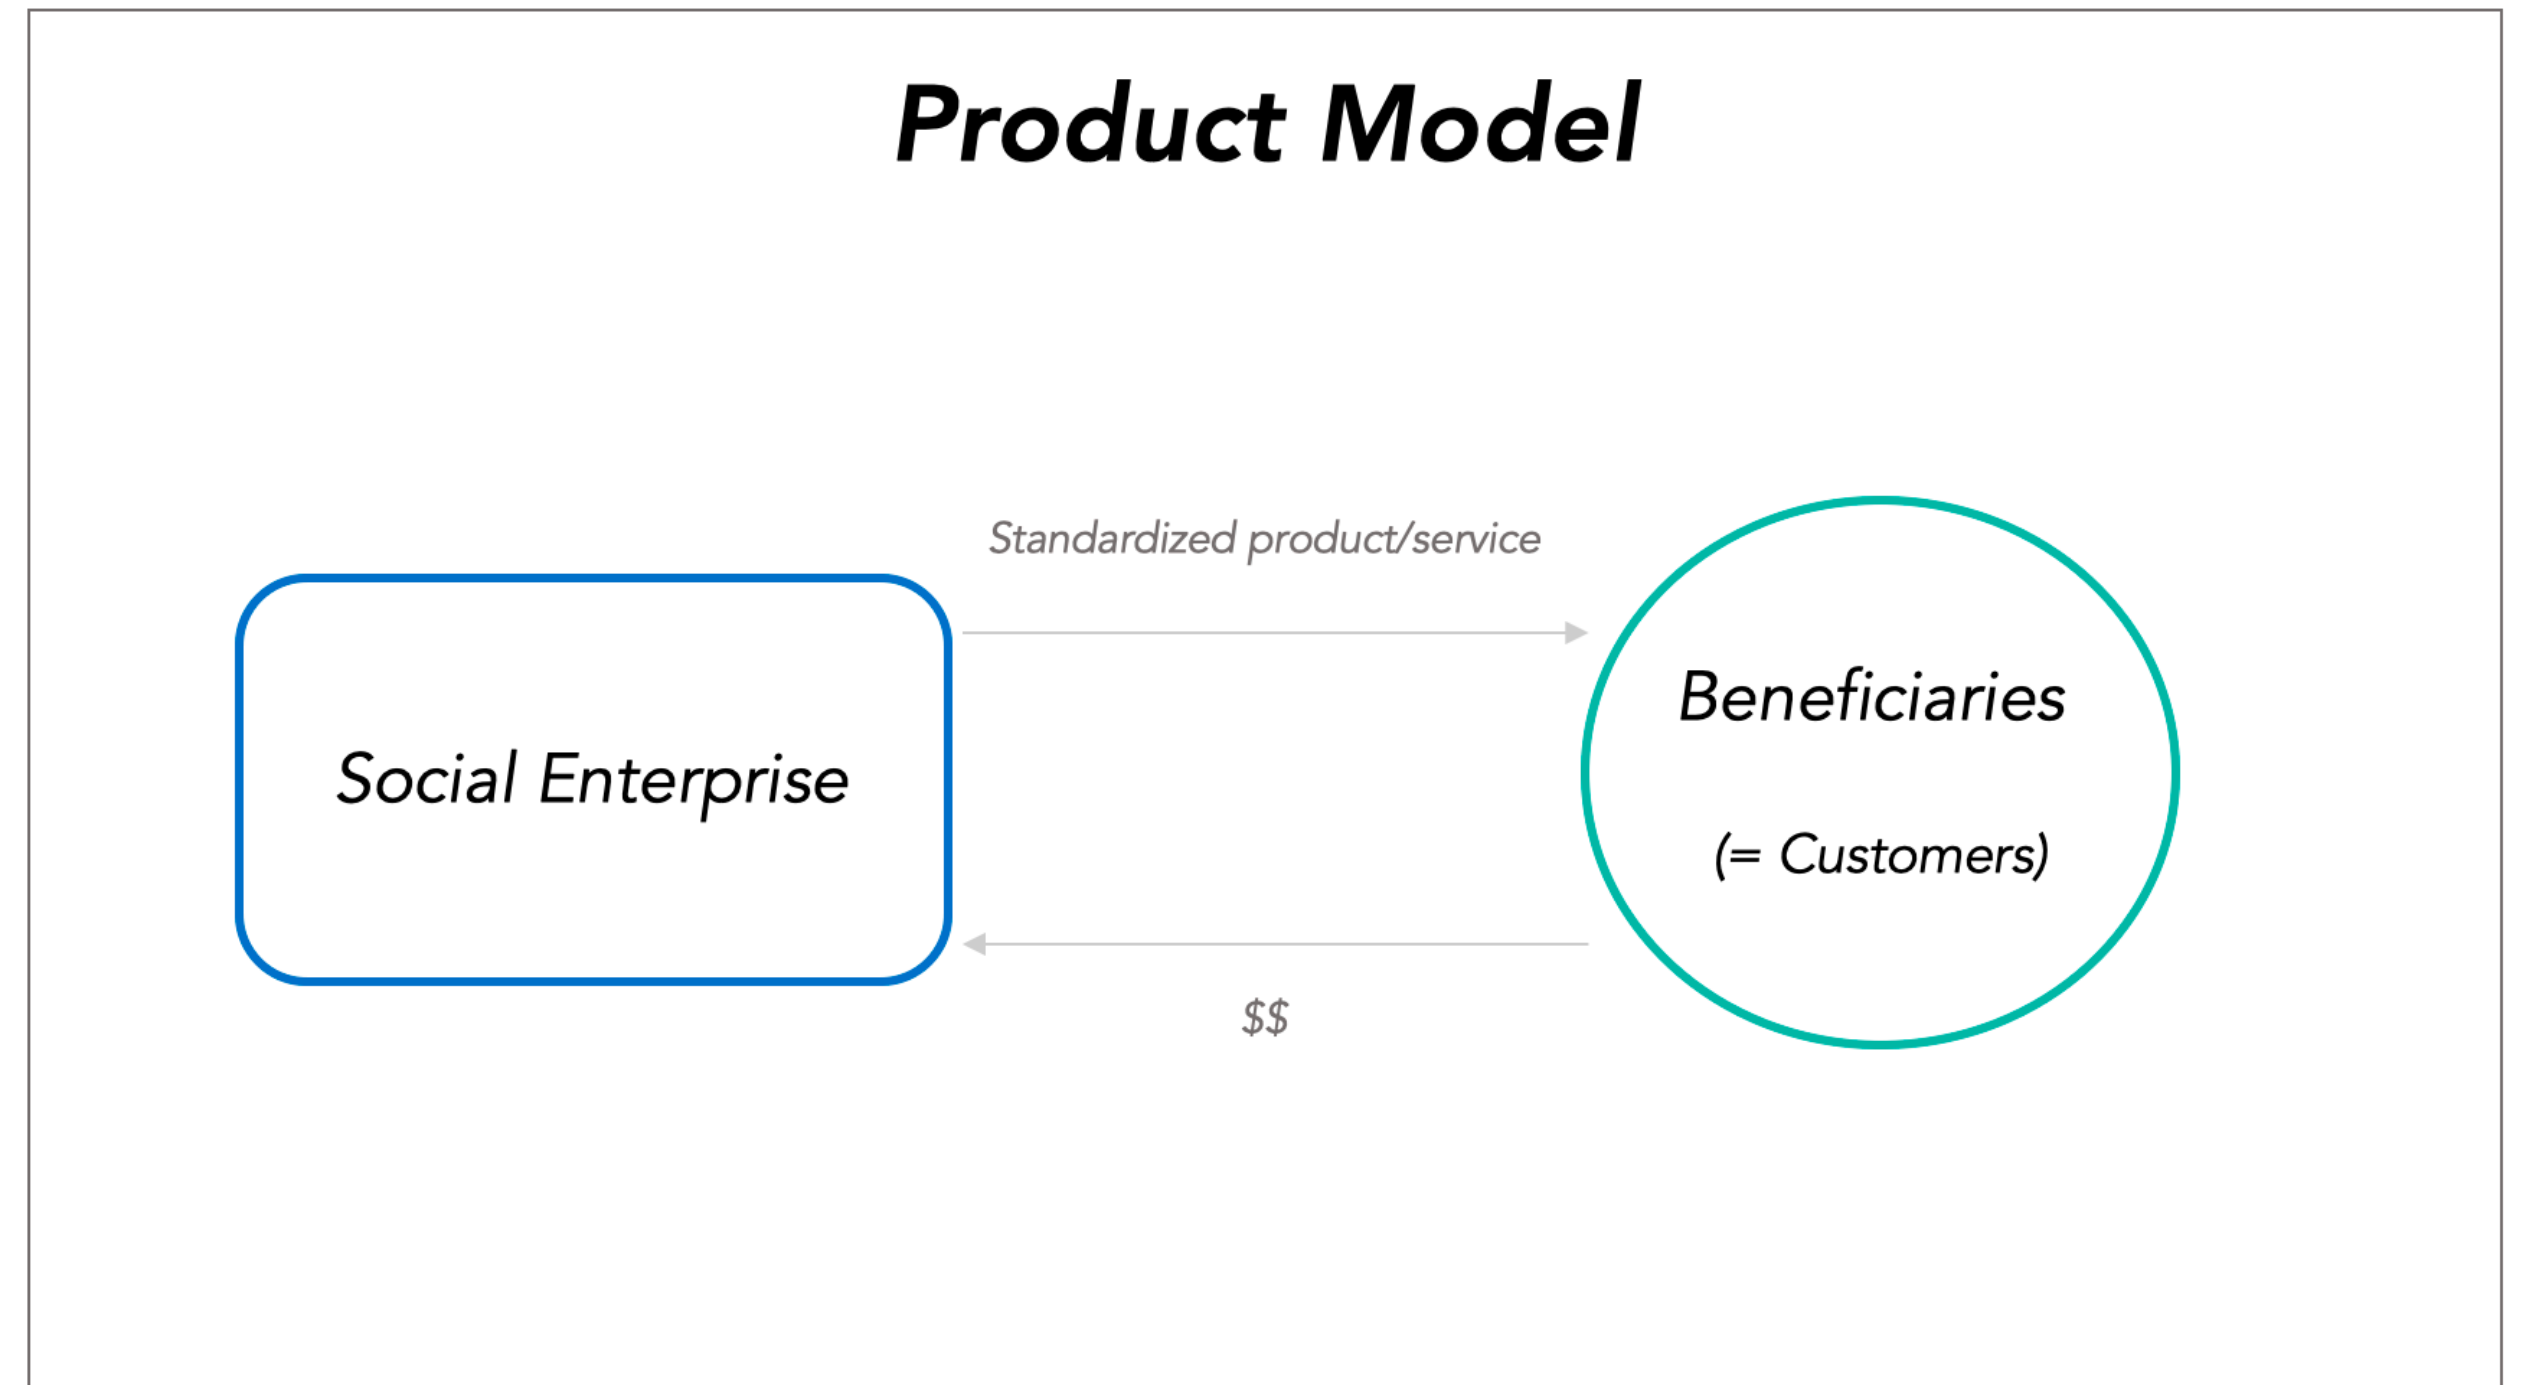 Product Model
Standardized product/service
Social Enterprise
Beneficiaries
(= Customers)
$$